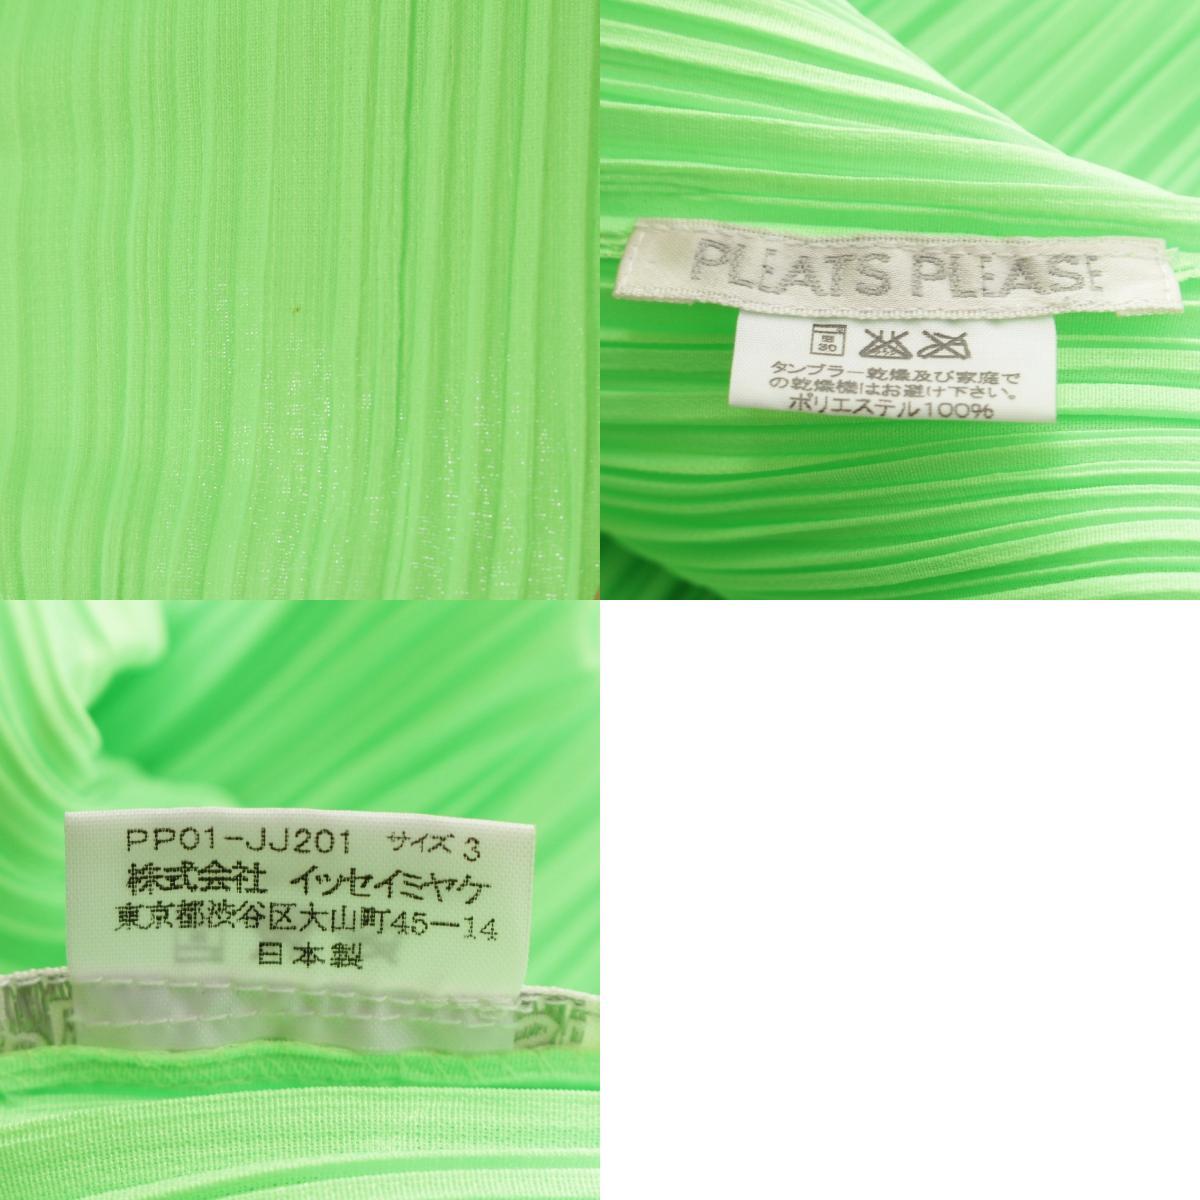 PLEATS PLEASE
30
タンブラー乾燥及び家庭で
の乾燥機はお避け下さい。
ポリエステル100%
PP01-JJ201 サイズ 3
株式会社 イッセイミヤケ
東京都渋谷区大山町45-14
日本製